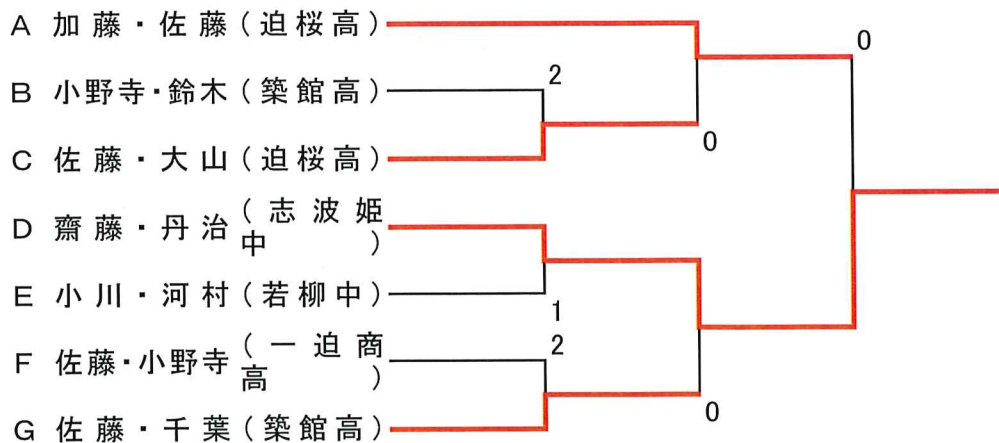 A 加藤・佐藤(迫桜高)
0
B 小野寺・鈴木(築館高)
2
0
C 佐藤・大山(迫桜高)
D 齋藤・丹治(志波姫
中)
E 小川・河村(若柳中)
1
F 佐藤・小野寺(一迫商
高)
2
0
G 佐藤・千葉(築館高)